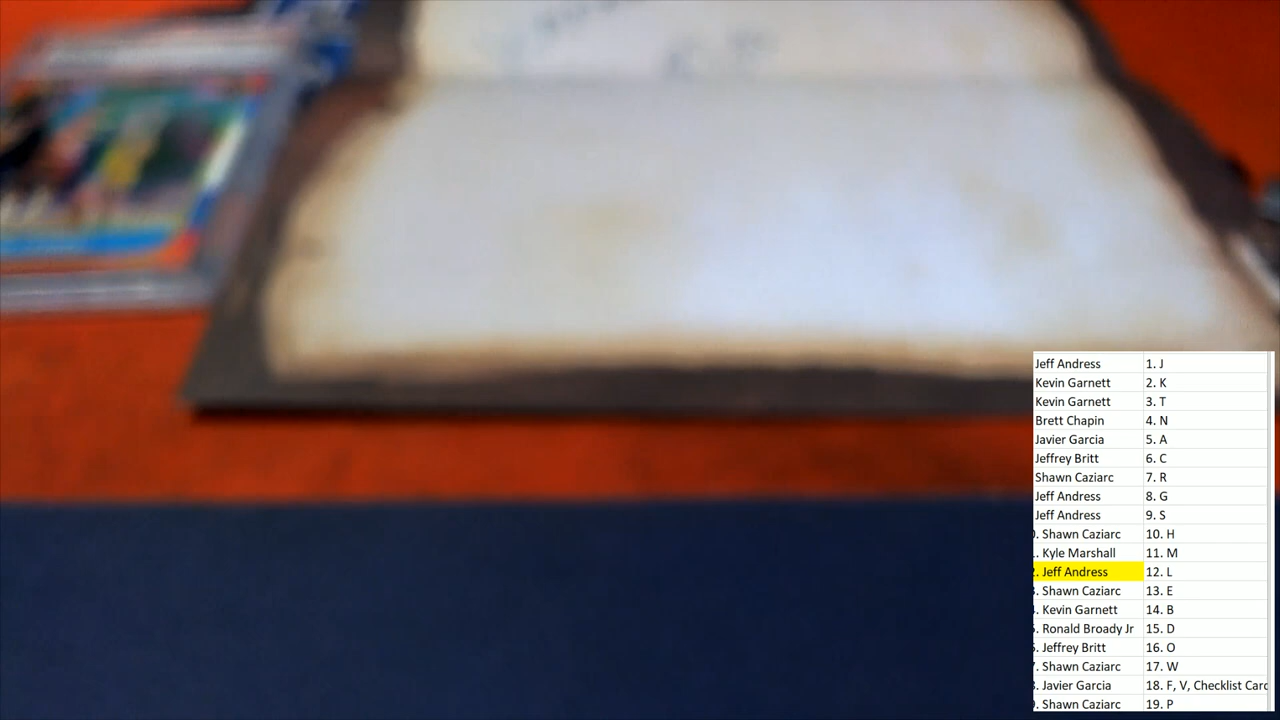 Jeff Andress 1. J
Kevin Garnett 2. K
Kevin Garnett 3. T
Brett Chapin 4. N
Javier Garcia 5. A
Jeffrey Britt 6. C
Shawn Caziarc 7. R
Jeff Andress 8. G
Jeff Andress 9. S
. Shawn Caziarc 10. H
. Kyle Marshall 11. M
. Jeff Andress 12. L
. Shawn Caziarc 13. E
. Kevin Garnett 14. B
. Ronald Broady Jr 15. D
. Jeffrey Britt 16. O
. Shawn Caziarc 17. W
. Javier Garcia 18. F, V, Checklist Card
. Shawn Caziarc 19. P